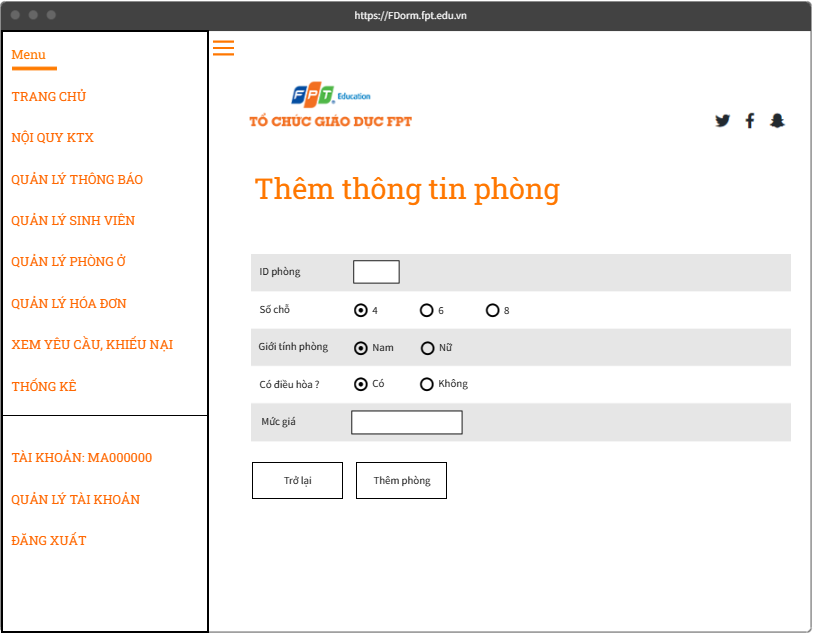 https://FDorm.fpt.edu.vn
Menu
TRANG CHỦ
NỘI QUY KTX
QUẢN LÝ THÔNG BÁO
QUẢN LÝ SINH VIÊN
QUẢN LÝ PHÒNG Ở
QUẢN LÝ HÓA ĐƠN
XEM YÊU CẦU, KHIẾU NẠI
THỐNG KÊ
TÀI KHOẢN: MA000000
QUẢN LÝ TÀI KHOẢN
ĐĂNG XUẤT
FPT Education
TỔ CHỨC GIÁO DỤC FPT
Thêm thông tin phòng
ID phòng
Số chỗ 4 6 8
Giới tính phòng Nam Nữ
Có điều hòa ? Có Không
Mức giá
Trở lại Thêm phòng